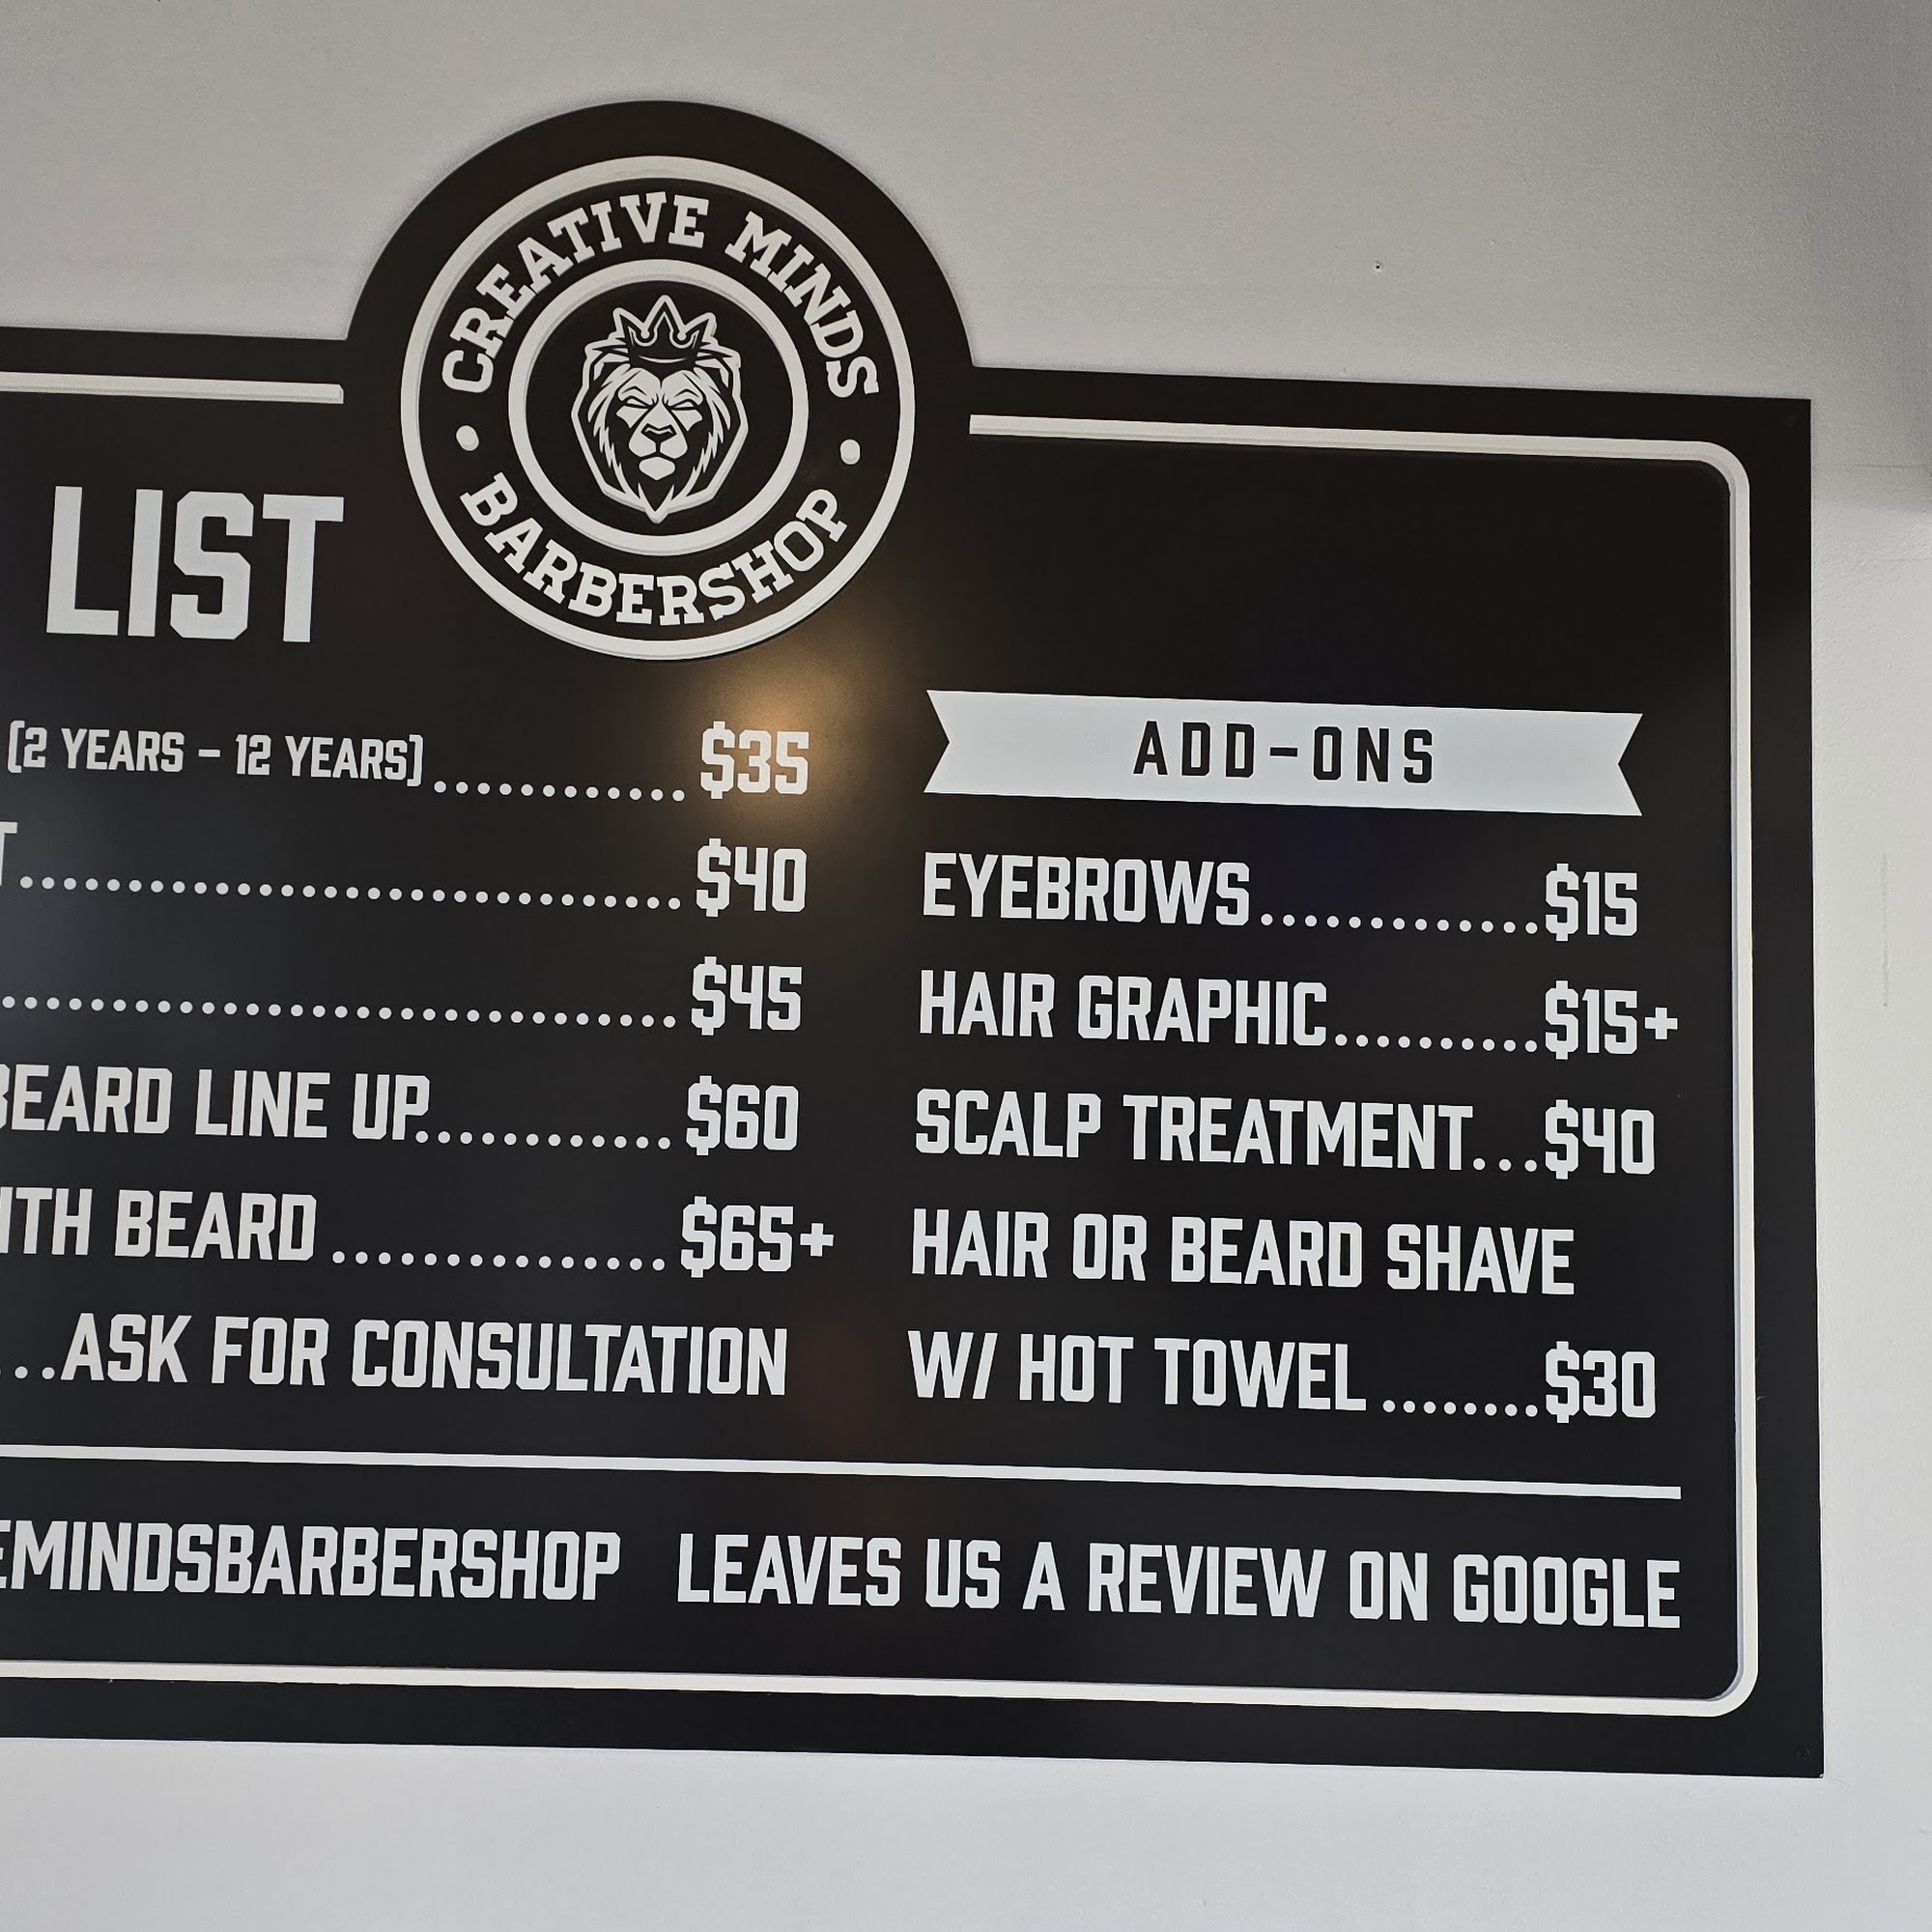 CREATIVE MINDS
BARBERSHOP
LIST
(2 YEARS - 12 YEARS)............$35
T...............................$40
...............................$45
BEARD LINE UP............$60
ITH BEARD...............$65+
...ASK FOR CONSULTATION
ADD-ONS
EYEBROWS.............$15
HAIR GRAPHIC..........$15+
SCALP TREATMENT...$40
HAIR OR BEARD SHAVE
W/ HOT TOWEL........$30
EMINDSBARBERSHOP LEAVES US A REVIEW ON GOOGLE